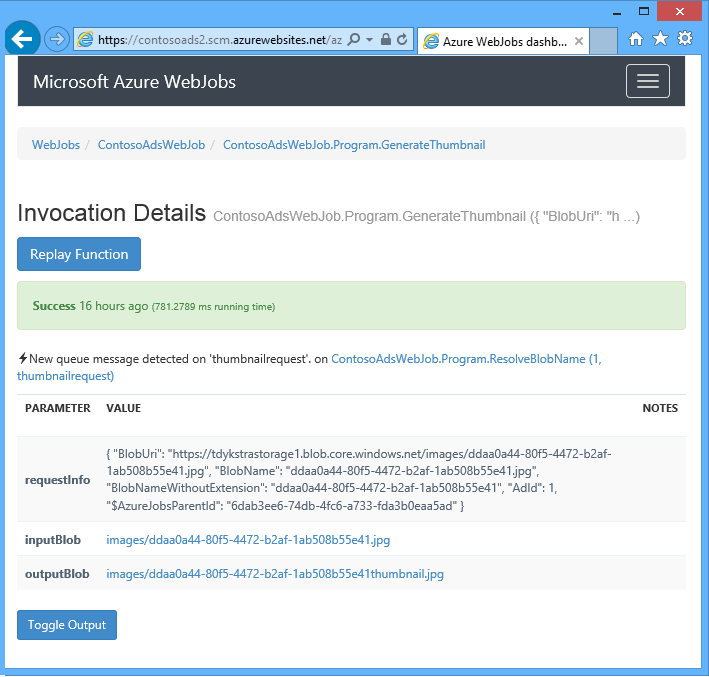 https://contosoads2.scm.azurewebsites.net/az
Azure WebJobs dashb...
Microsoft Azure WebJobs
WebJobs / ContosoAdsWebJob / ContosoAdsWebJob.Program.GenerateThumbnail
Invocation Details ContosoAdsWebJob.Program.GenerateThumbnail ({ "BlobUri": "h ...)
Replay Function
Success 16 hours ago (781.2789 ms running time)
New queue message detected on 'thumbnailrequest'. on ContosoAdsWebJob.Program.ResolveBlobName (1,
thumbnailrequest)
PARAMETER VALUE NOTES
{ "BlobUri": "https://tdykstrastorage1.blob.core.windows.net/images/ddaa0a44-80f5-4472-b2af-
1ab508b55e41.jpg", "BlobName": "ddaa0a44-80f5-4472-b2af-1ab508b55e41.jpg",
requestInfo
"BlobNameWithoutExtension": "ddaa0a44-80f5-4472-b2af-1ab508b55e41", "AdId": 1,
"$AzureJobsParentId": "6dab3ee6-74db-4fc6-a733-fda3b0eaa5ad" }
inputBlob images/ddaa0a44-80f5-4472-b2af-1ab508b55e41.jpg
outputBlob images/ddaa0a44-80f5-4472-b2af-1ab508b55e41thumbnail.jpg
Toggle Output